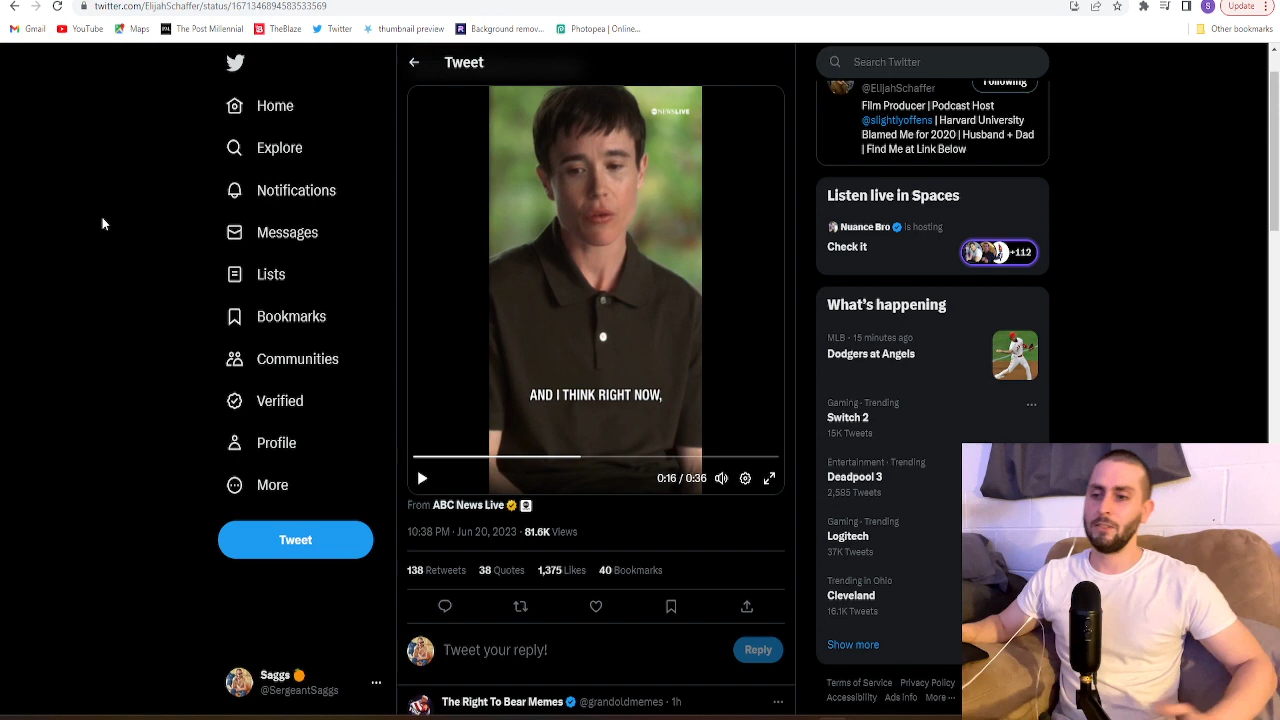 twitter.com/ElijahSchaffer/status/1671346894583533569
S
Update
Gmail
YouTube
Maps
The Post Millennial
TheBlaze
Twitter
thumbnail preview
Background remov...
Photopea | Online...
Other bookmarks
Home
Explore
Notifications
Messages
Lists
Bookmarks
Communities
Verified
Profile
More
Tweet
Saggs
@SergeantSaggs
Tweet
NEWS LIVE
AND I THINK RIGHT NOW,
0:16 / 0:36
From ABC News Live
10:38 PM · Jun 20, 2023 · 81.6K Views
138 Retweets 38 Quotes 1,375 Likes 40 Bookmarks
Tweet your reply!
Reply
The Right To Bear Memes @grandoldmemes · 1h
Search Twitter
@ElijahSchaffer
Following
Film Producer | Podcast Host
@slightlyoffens | Harvard University
Blamed Me for 2020 | Husband + Dad
| Find Me at Link Below
Listen live in Spaces
Nuance Bro is hosting
Check it
+112
What's happening
MLB · 15 minutes ago
Dodgers at Angels
Gaming · Trending
Switch 2
15K Tweets
Entertainment · Trending
Deadpool 3
2,585 Tweets
Gaming · Trending
Logitech
37K Tweets
Trending in Ohio
Cleveland
16.1K Tweets
Show more
Terms of Service Privacy Policy
Accessibility Ads info More